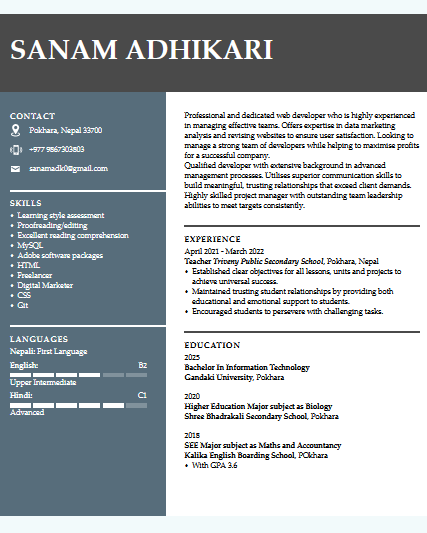 SANAM ADHIKARI
CONTACT
Pokhara, Nepal 33700
+977 9867303803
sanamadk0@gmail.com
SKILLS
• Learning style assessment
• Proofreading/editing
• Excellent reading comprehension
• MySQL
• Adobe software packages
• HTML
• Freelancer
• Digital Marketer
• CSS
• Git
LANGUAGES
Nepali: First Language
English: B2
Upper Intermediate
Hindi: C1
Advanced
Professional and dedicated web developer who is highly experienced
in managing effective teams. Offers expertise in data marketing
analysis and revising websites to ensure user satisfaction. Looking to
manage a strong team of developers while helping to maximise profits
for a successful company.
Qualified developer with extensive background in advanced
management processes. Utilises superior communication skills to
build meaningful, trusting relationships that exceed client demands.
Highly skilled project manager with outstanding team leadership
abilities to meet targets consistently.
EXPERIENCE
April 2021 - March 2022
Teacher Triveny Public Secondary School, Pokhara, Nepal
• Established clear objectives for all lessons, units and projects to
achieve universal success.
• Maintained trusting student relationships by providing both
educational and emotional support to students.
• Encouraged students to persevere with challenging tasks.
EDUCATION
2025
Bachelor In Information Technology
Gandaki University, Pokhara
2020
Higher Education Major subject as Biology
Shree Bhadrakali Secondary School, Pokhara
2018
SEE Major subject as Maths and Accountancy
Kalika English Boarding School, POkhara
• With GPA 3.6